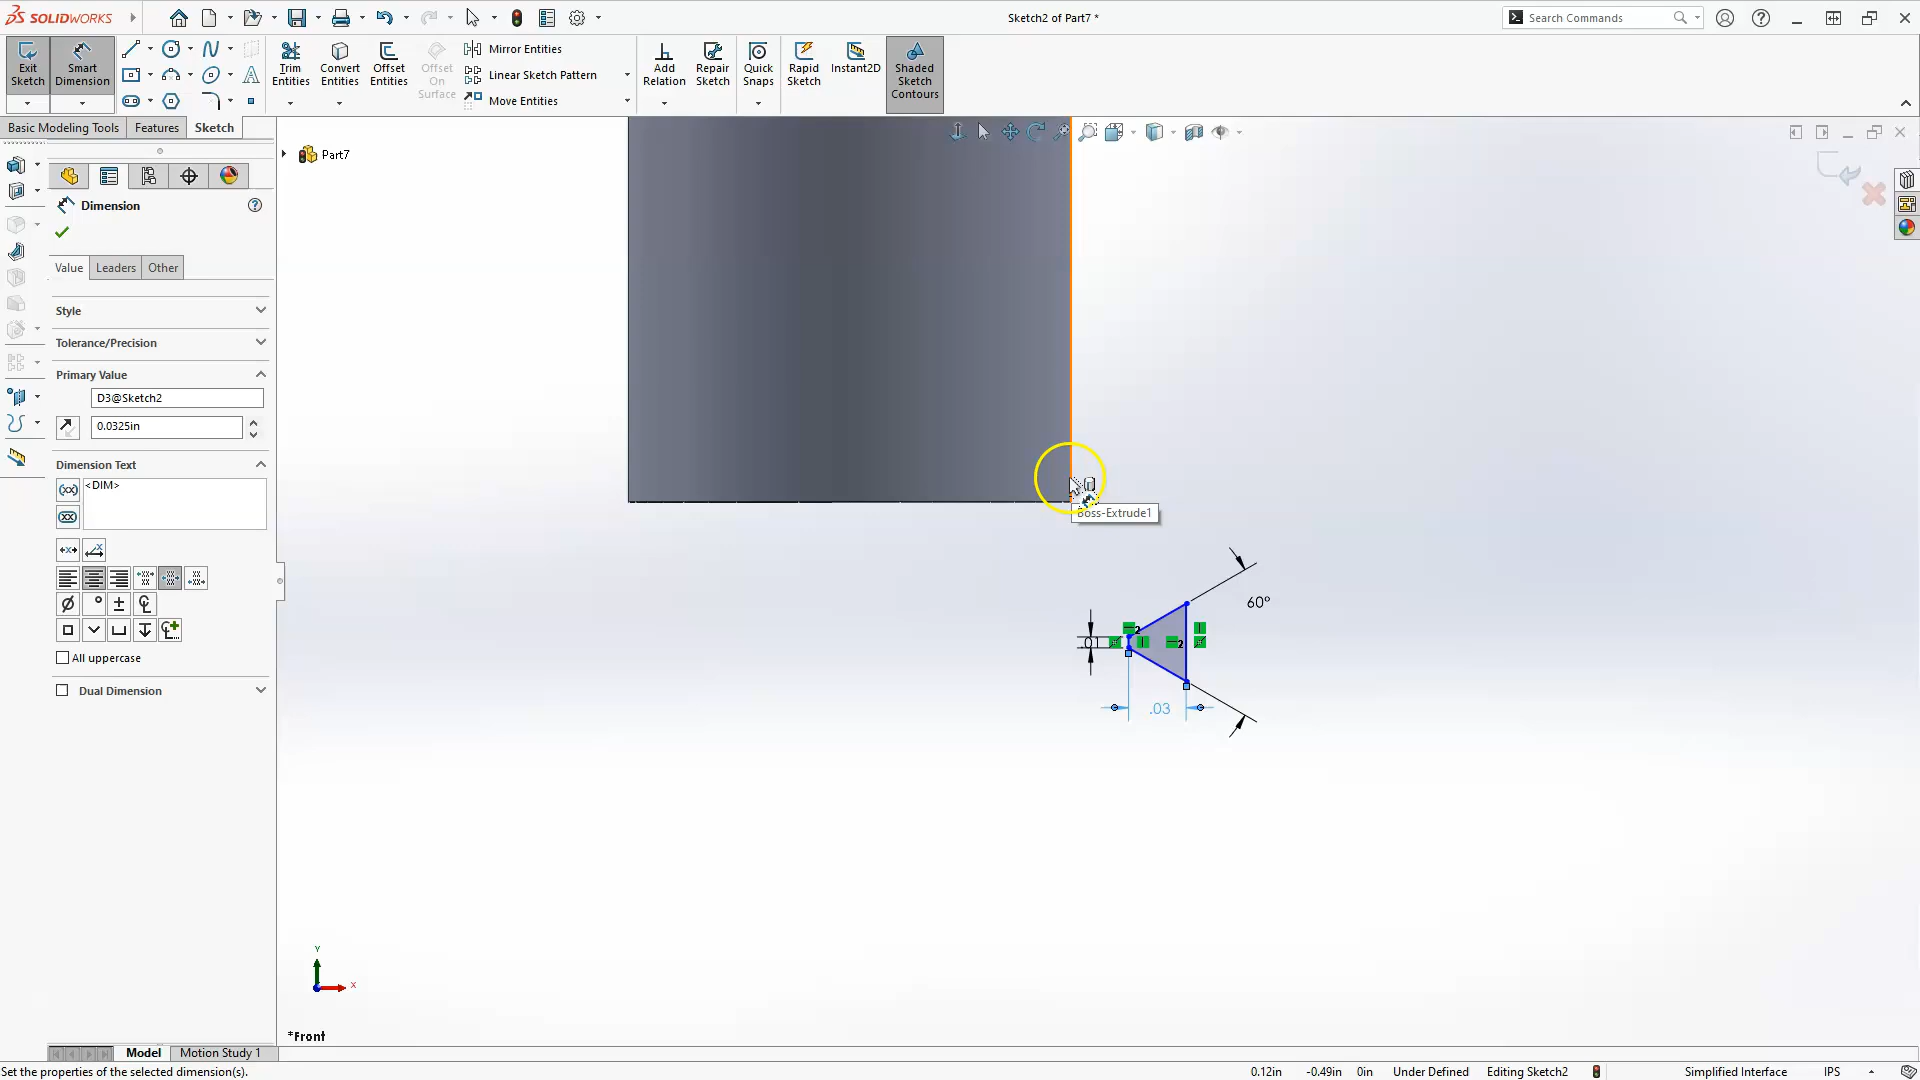 SOLIDWORKS
Sketch2 of Part7 *
Search Commands
Exit Sketch
Smart Dimension
Trim Entities
Convert Entities
Offset Entities
Offset On Surface
Mirror Entities
Linear Sketch Pattern
Move Entities
Add Relation
Repair Sketch
Quick Snaps
Rapid Sketch
Instant2D
Shaded Sketch Contours
Basic Modeling Tools
Features
Sketch
Part7
Dimension
Value
Leaders
Other
Style
Tolerance/Precision
Primary Value
D3@Sketch2
0.0325in
Dimension Text
<DIM>
All uppercase
Dual Dimension
Boss-Extrude1
60°
.01
2
2
.03
Y
X
*Front
Model
Motion Study 1
Set the properties of the selected dimension(s).
0.12in
-0.49in
0in
Under Defined
Editing Sketch2
Simplified Interface
IPS